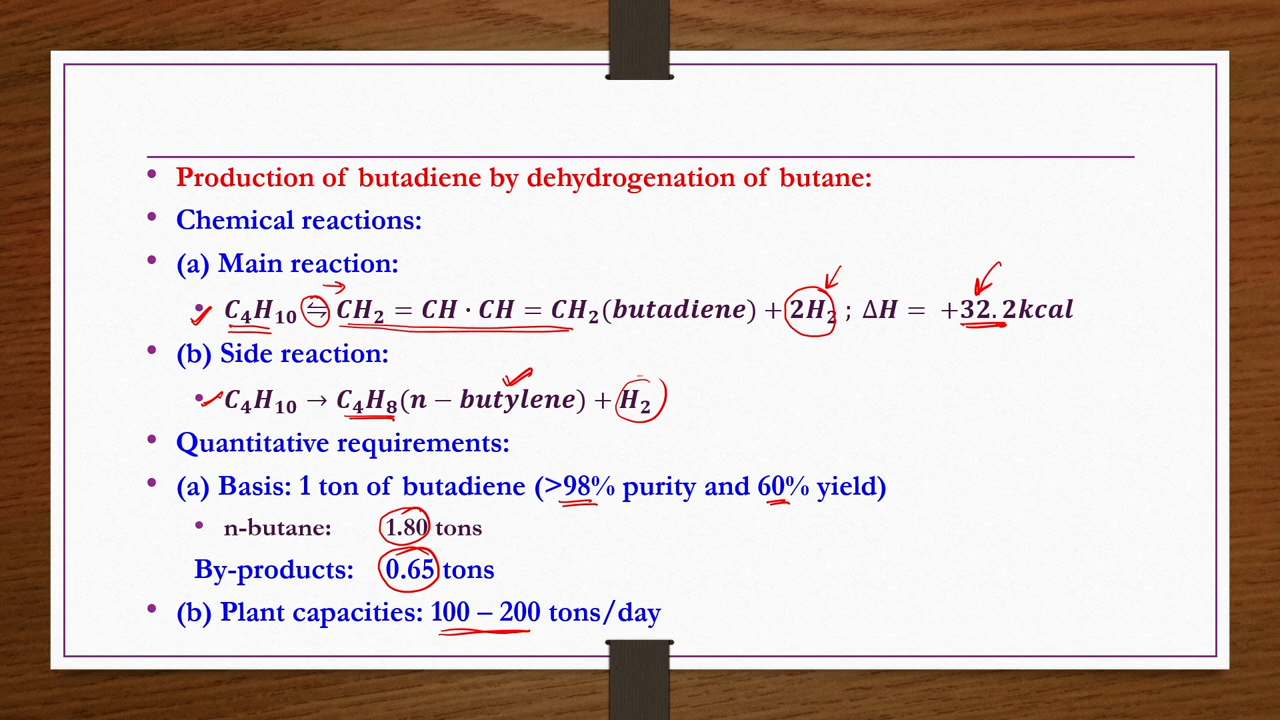 • Production of butadiene by dehydrogenation of butane:
• Chemical reactions:
• (a) Main reaction:
• C₄H₁₀ ⇋ CH₂ = CH · CH = CH₂(butadiene) + 2H₂ ; ΔH = +32.2kcal
• (b) Side reaction:
• C₄H₁₀ → C₄H₈(n − butylene) + H₂
• Quantitative requirements:
• (a) Basis: 1 ton of butadiene (>98% purity and 60% yield)
• n-butane: 1.80 tons
By-products: 0.65 tons
• (b) Plant capacities: 100 – 200 tons/day